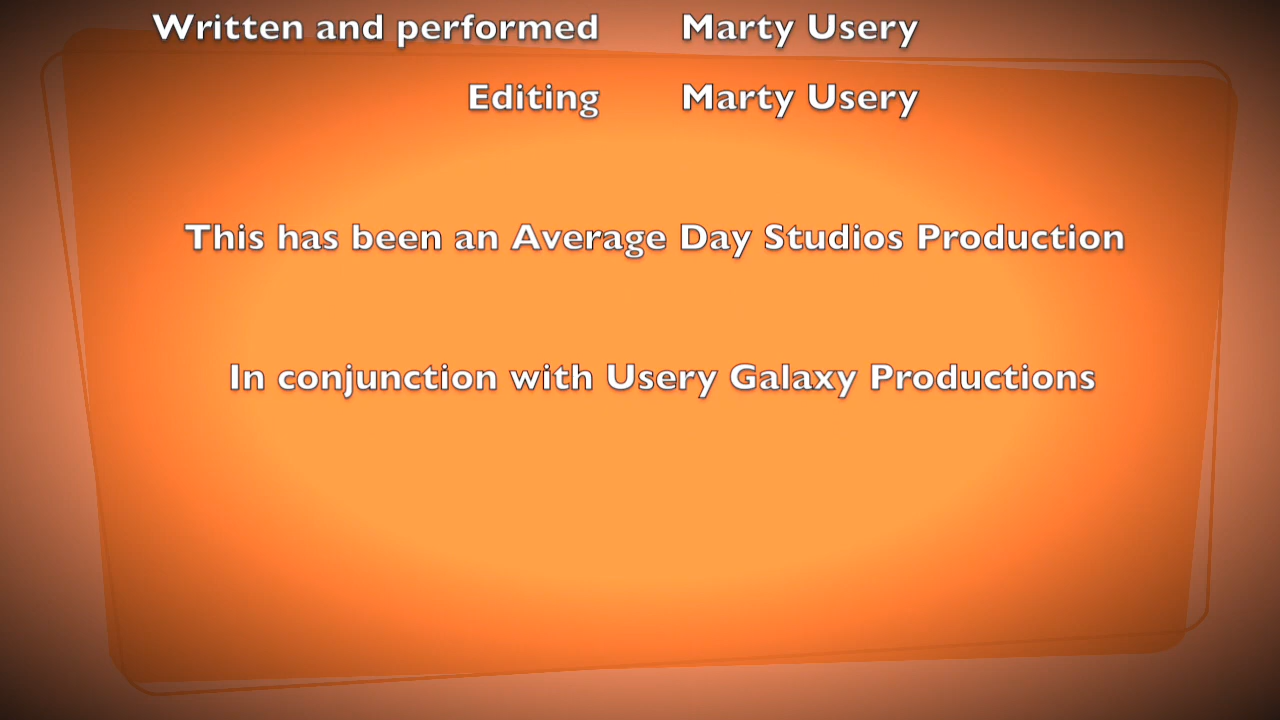 Written and performed Marty Usery
Editing Marty Usery
This has been an Average Day Studios Production
In conjunction with Usery Galaxy Productions